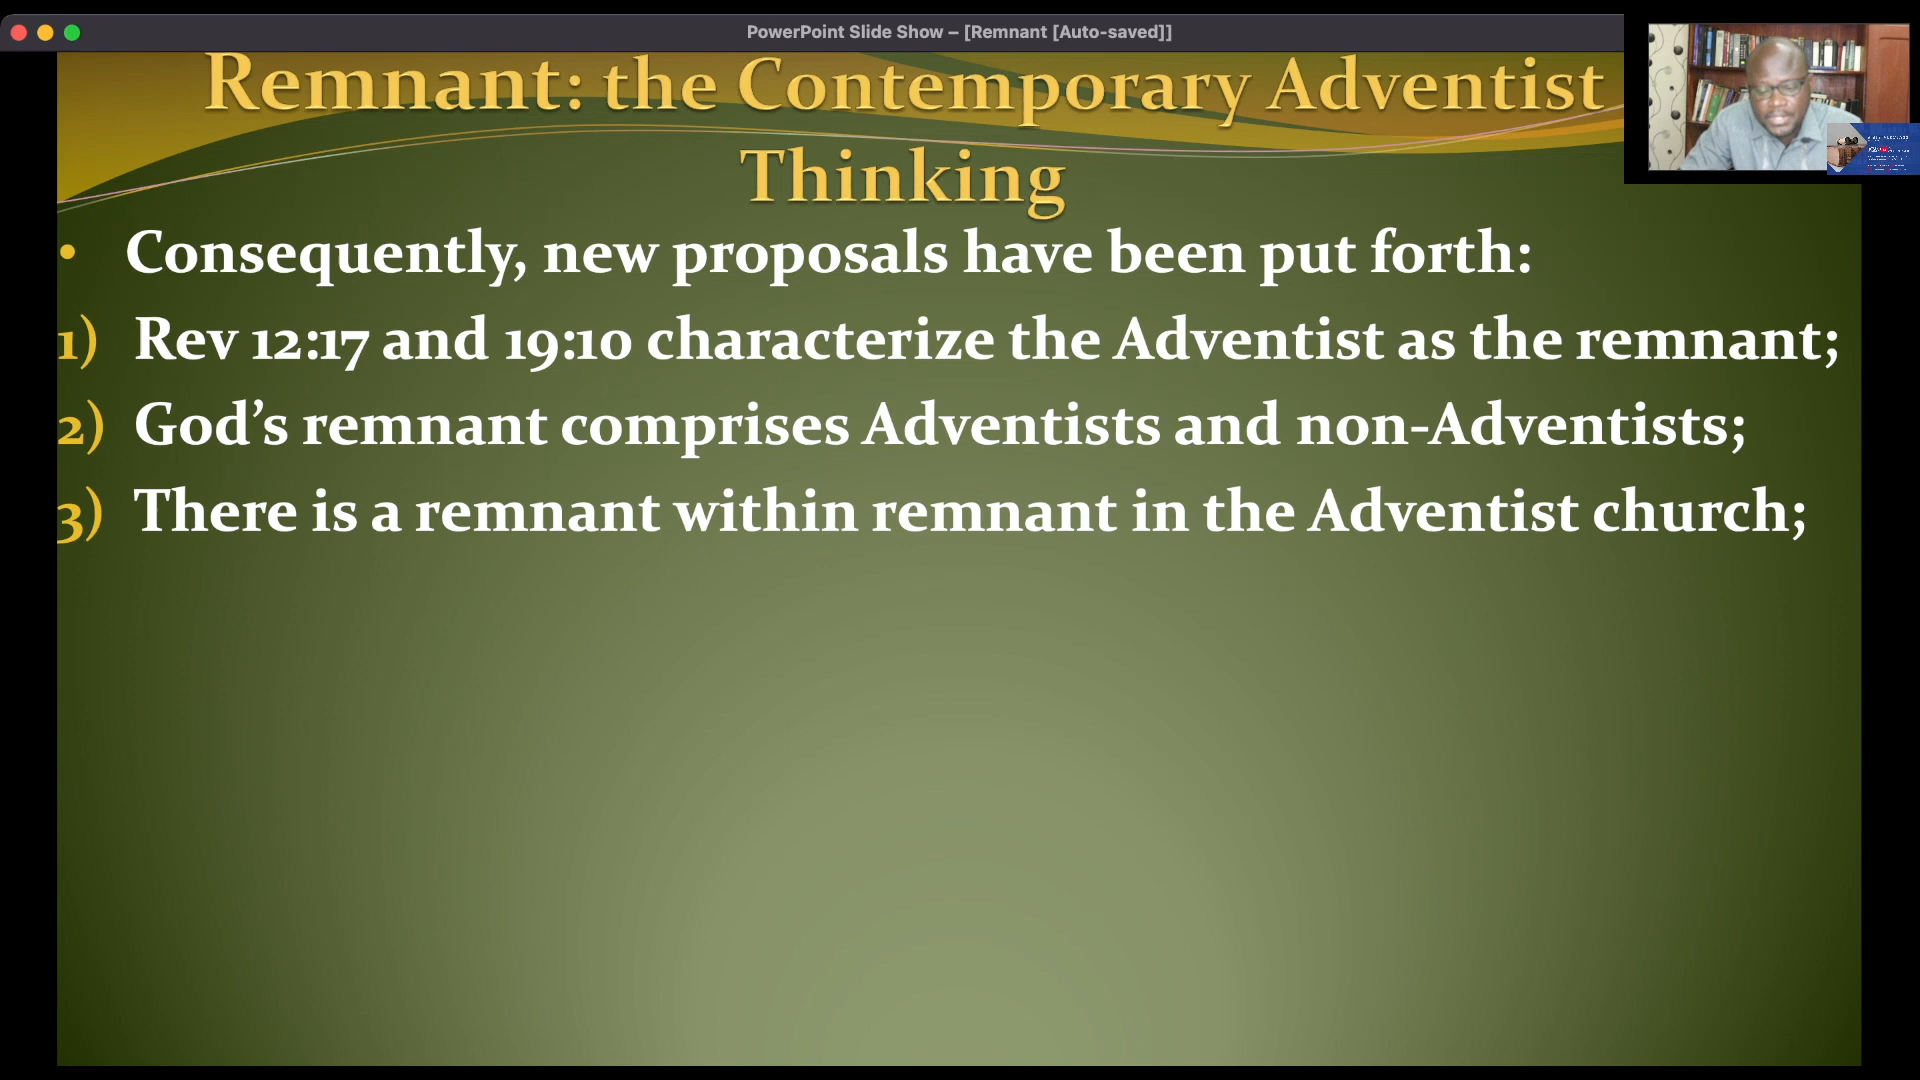 PowerPoint Slide Show – [Remnant [Auto-saved]]
Remnant: the Contemporary Adventist
Thinking
• Consequently, new proposals have been put forth:
1) Rev 12:17 and 19:10 characterize the Adventist as the remnant;
2) God’s remnant comprises Adventists and non-Adventists;
3) There is a remnant within remnant in the Adventist church;